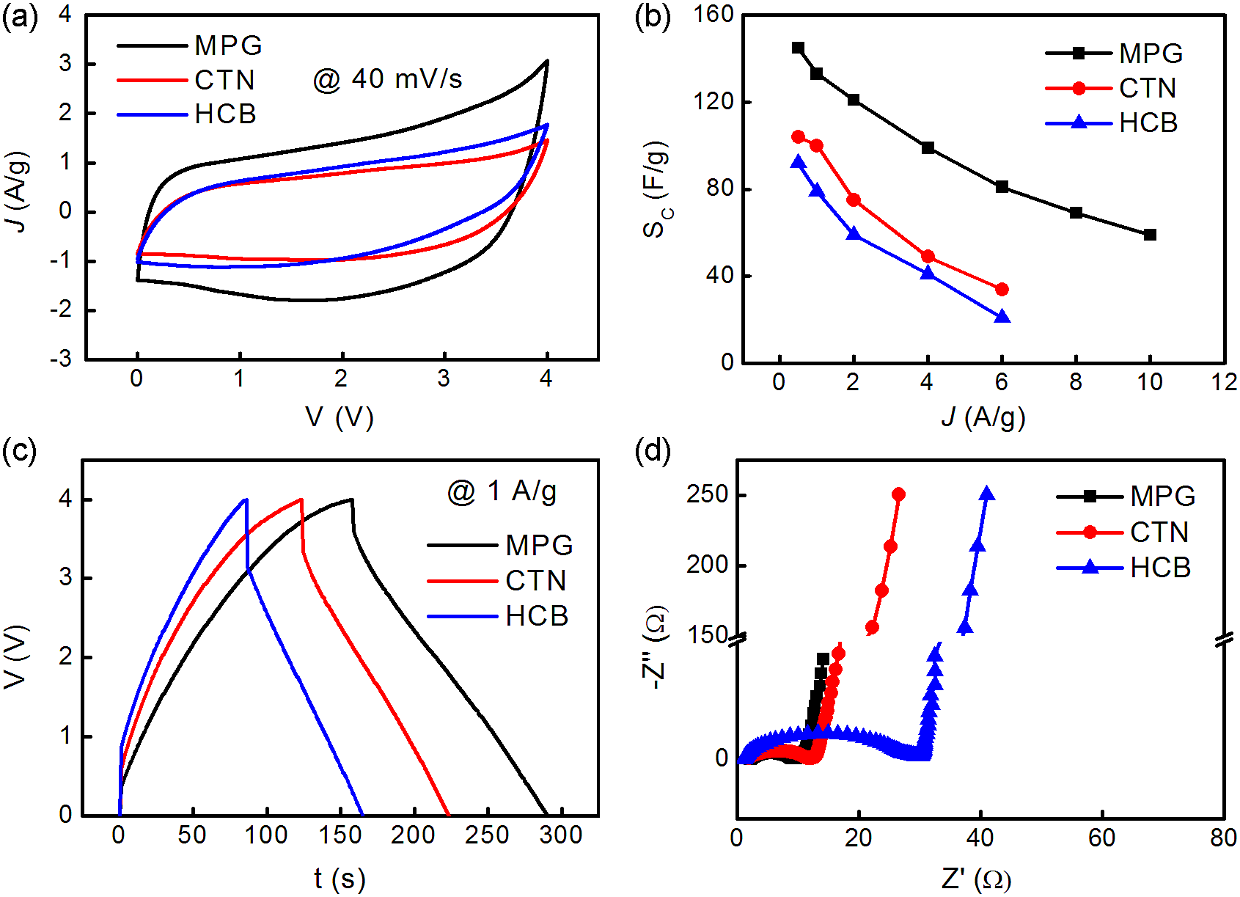 (a)
4
3
2
1
0
-1
-2
-3
J (A/g)
MPG
CTN
HCB
@ 40 mV/s
0 1 2 3 4
V (V)
(b)
160
120
80
40
0
S_C (F/g)
MPG
CTN
HCB
0 2 4 6 8 10 12
J (A/g)
(c)
4
3
2
4
0
V (V)
@ 1 A/g
MPG
CTN
HCB
0 50 100 150 200 250 300
t (s)
(d)
250
200
150
0
-Z" (Ω)
MPG
CTN
HCB
0 20 40 60 80
Z' (Ω)